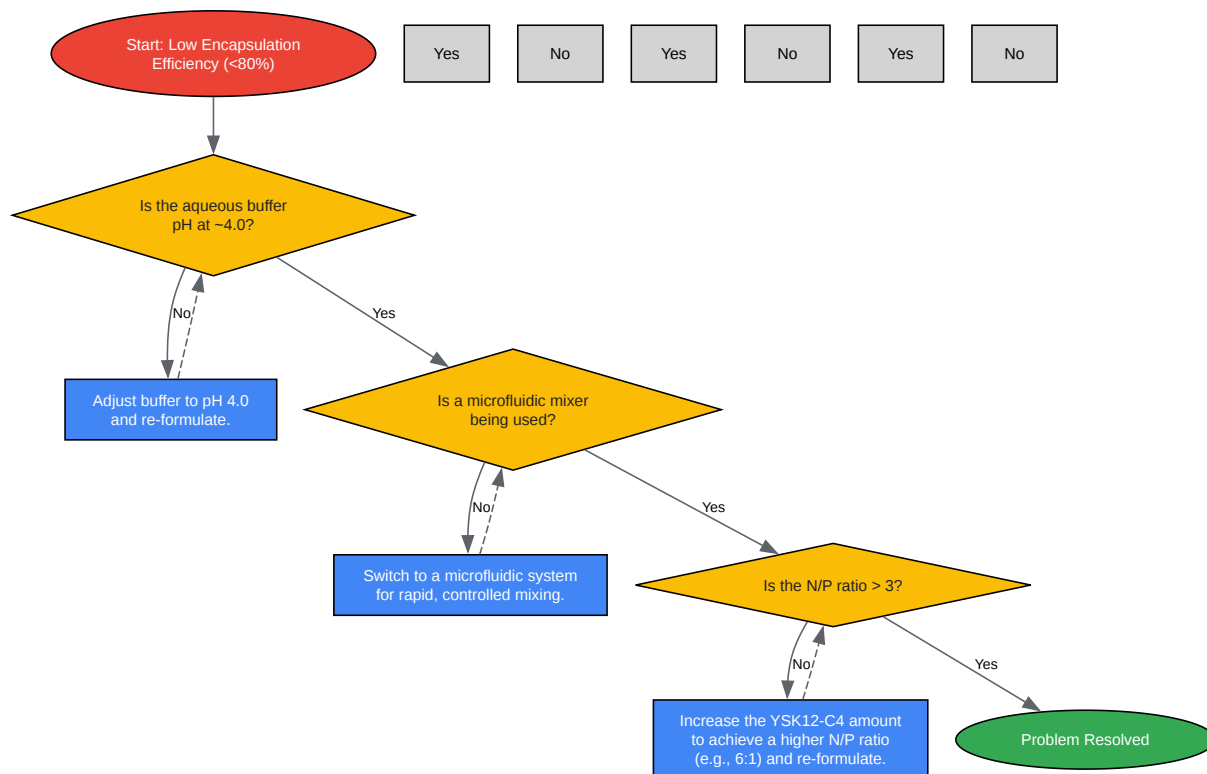 Start: Low Encapsulation
Efficiency (<80%)
Yes
No
Yes
No
Yes
No
Is the aqueous buffer
pH at ~4.0?
No
Yes
Adjust buffer to pH 4.0
and re-formulate.
Is a microfluidic mixer
being used?
No
Yes
Switch to a microfluidic system
for rapid, controlled mixing.
Is the N/P ratio > 3?
No
Yes
Increase the YSK12-C4 amount
to achieve a higher N/P ratio
(e.g., 6:1) and re-formulate.
Problem Resolved